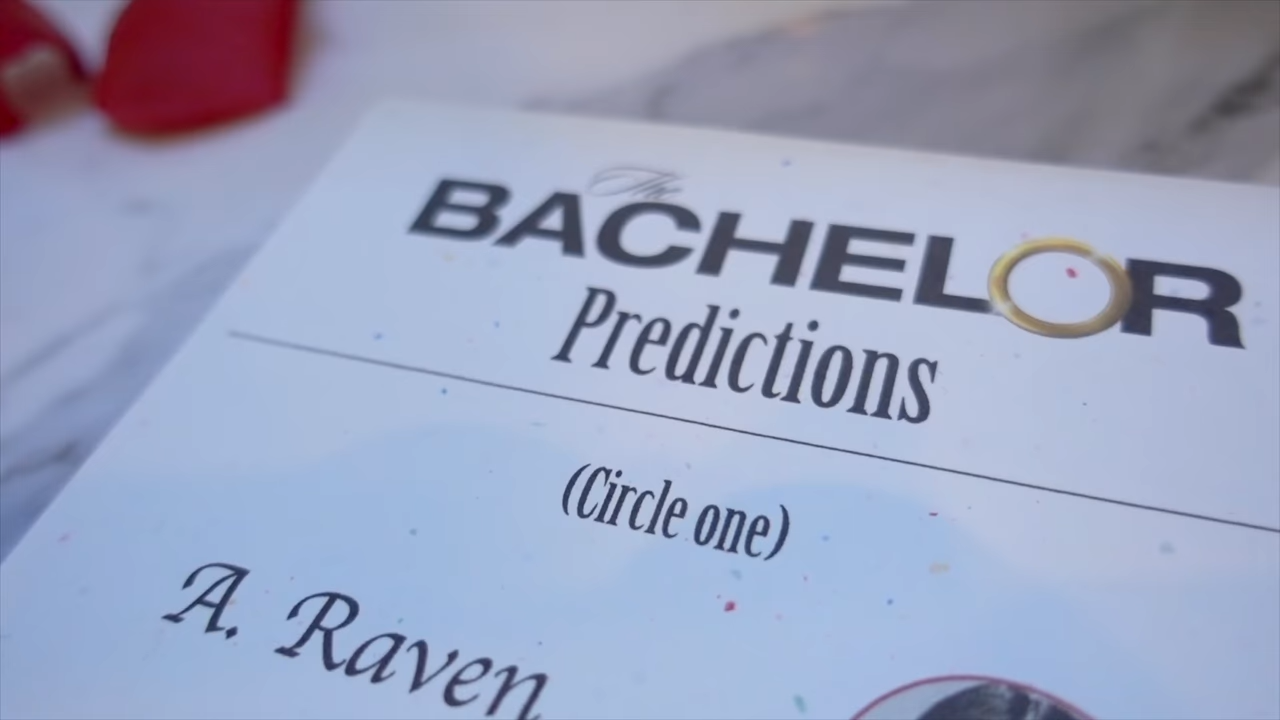 The
BACHELOR
Predictions
(Circle one)
A. Raven